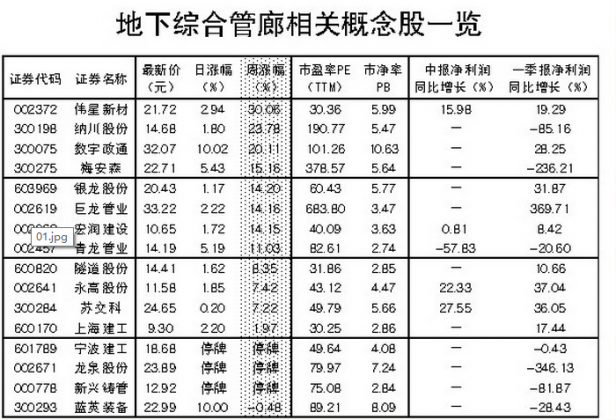 地下综合管廊相关概念股一览
证券代码 证券名称 最新价（元） 日涨幅（%） 周涨幅（%） 市盈率PE（TTM） 市净率PB 中报净利润同比增长（%） 一季报净利润同比增长（%）
002372 伟星新材 21.72 2.94 30.06 30.36 5.99 15.98 19.29
300198 纳川股份 14.68 1.80 23.78 190.77 5.47 — -85.16
300075 数字政通 32.07 10.02 20.11 101.26 10.63 — 28.25
300275 梅安森 22.71 5.43 15.16 378.57 5.64 — -236.21
603969 银龙股份 20.43 1.17 14.20 60.43 5.77 — 31.87
002619 巨龙管业 33.22 2.22 14.16 683.80 3.47 — 369.71
01.jpg
宏润建设 10.65 1.72 14.15 40.09 3.63 0.81 8.42
002457 青龙管业 14.19 5.19 11.03 82.61 2.74 -57.83 -20.60
600820 隧道股份 14.41 1.62 8.35 31.86 2.85 — 10.66
002641 永高股份 11.58 1.85 7.42 43.12 4.47 22.33 37.04
300284 苏交科 24.65 0.20 7.22 49.79 5.66 27.55 36.05
600170 上海建工 9.30 2.20 1.97 30.25 2.86 — 17.44
601789 宁波建工 18.68 停牌 停牌 49.64 4.08 — -0.43
002671 龙泉股份 23.89 停牌 停牌 79.97 7.24 — -346.13
000778 新兴铸管 12.92 停牌 停牌 75.08 2.84 — -81.87
300293 蓝英装备 22.99 10.00 -0.48 89.21 8.09 — -28.43